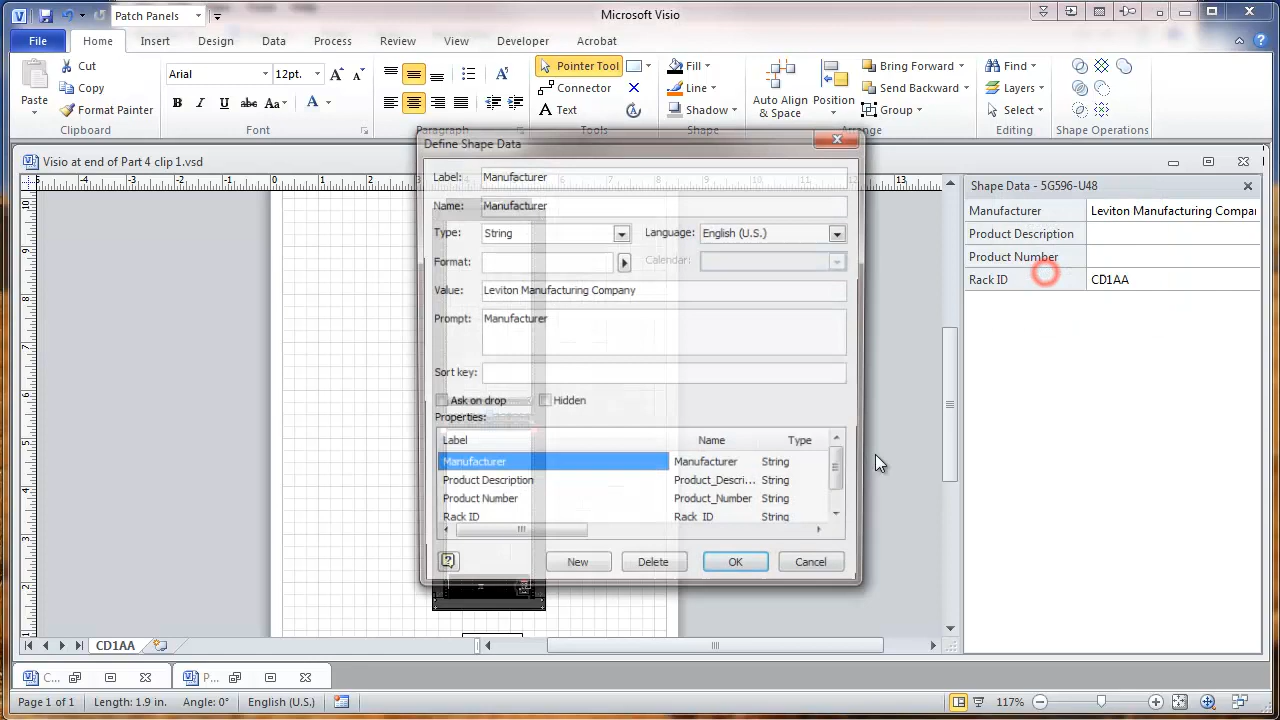 Patch Panels
Microsoft Visio
File Home Insert Design Data Process Review View Developer Acrobat
Paste
Cut
Copy
Format Painter
Clipboard
Arial 12pt.
B I U abc Aa
Font
Paragraph
Pointer Tool
Connector
A Text
Tools
Fill
Line
Shadow
Shape
Auto Align & Space
Position
Bring Forward
Send Backward
Group
Arrange
Find
Layers
Select
Editing
Shape Operations
Visio at end of Part 4 clip 1.vsd
Define Shape Data
Label: Manufacturer
Name: Manufacturer
Type: String Language: English (U.S.)
Format: Calendar:
Value: Leviton Manufacturing Company
Prompt: Manufacturer
Sort key:
Ask on drop Hidden
Properties:
Label Name Type
Manufacturer Manufacturer String
Product Description Product_Descri... String
Product Number Product_Number String
Rack ID Rack_ID String
New Delete OK Cancel
Shape Data - 5G596-U48
Manufacturer Leviton Manufacturing Compa
Product Description
Product Number
Rack ID CD1AA
CD1AA
C... P...
Page 1 of 1 Length: 1.9 in. Angle: 0° English (U.S.) 117%